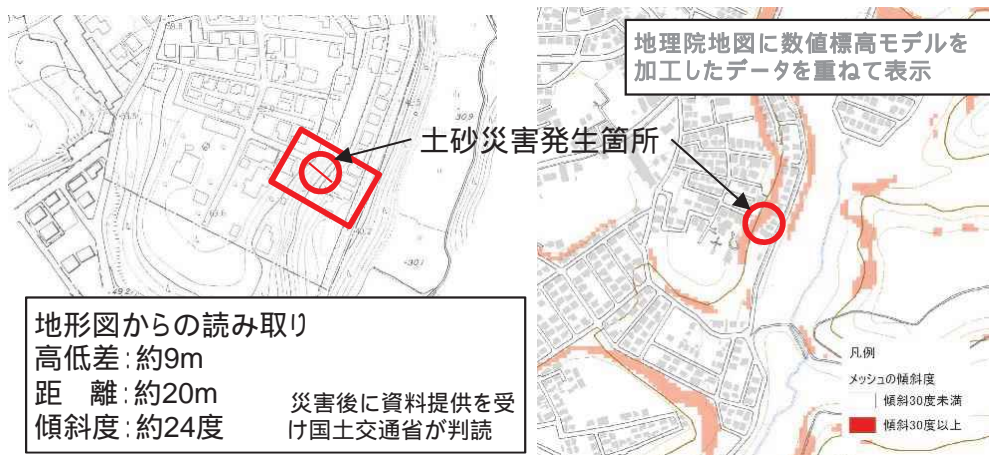 地理院地図に数値標高モデルを
加工したデータを重ねて表示
土砂災害発生箇所
地形図からの読み取り
高低差：約9m
距　離：約20m
傾斜度：約24度
災害後に資料提供を受
け国土交通省が判読
凡例
メッシュの傾斜度
傾斜30度未満
傾斜30度以上